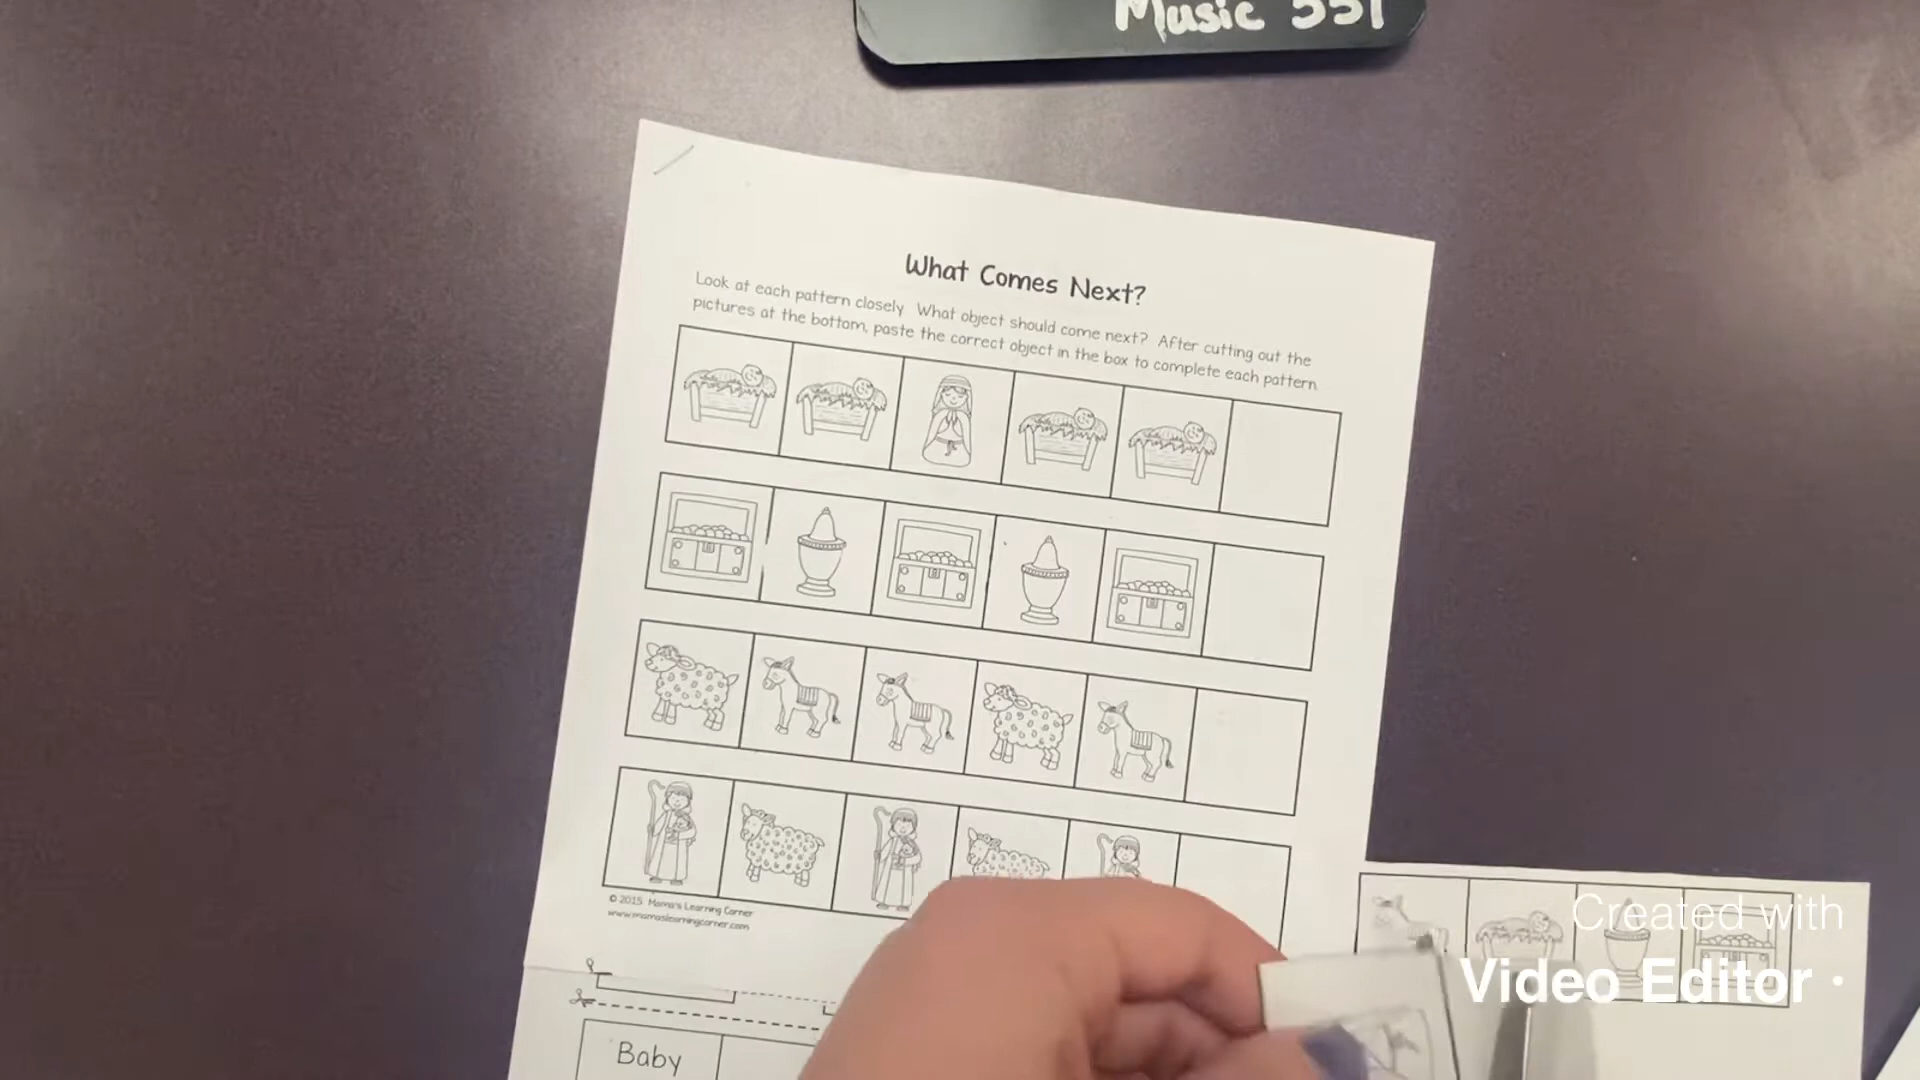 Music 551
What Comes Next?
Look at each pattern closely What object should come next? After cutting out the
pictures at the bottom, paste the correct object in the box to complete each pattern.
© 2015 Mama's Learning Corner
www.mamaslearningcorner.com
Baby
Created with
Video Editor •